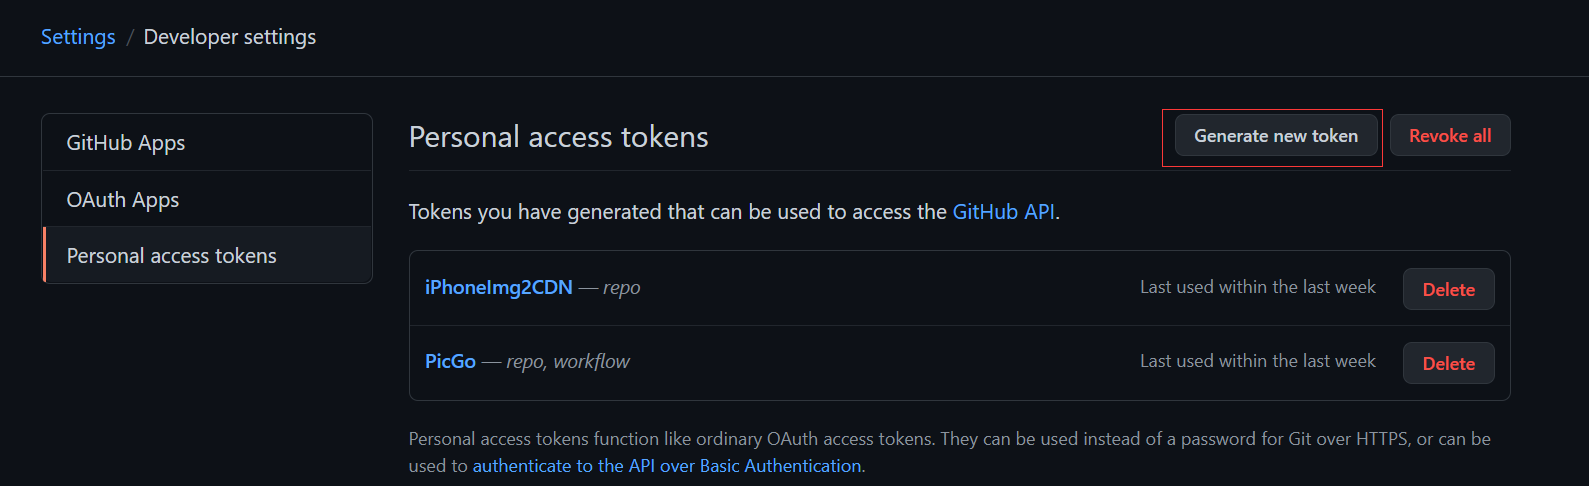 Settings / Developer settings
GitHub Apps
OAuth Apps
Personal access tokens
Personal access tokens
Generate new token
Revoke all
Tokens you have generated that can be used to access the GitHub API.
iPhoneImg2CDN — repo
Last used within the last week
Delete
PicGo — repo, workflow
Last used within the last week
Delete
Personal access tokens function like ordinary OAuth access tokens. They can be used instead of a password for Git over HTTPS, or can be
used to authenticate to the API over Basic Authentication.